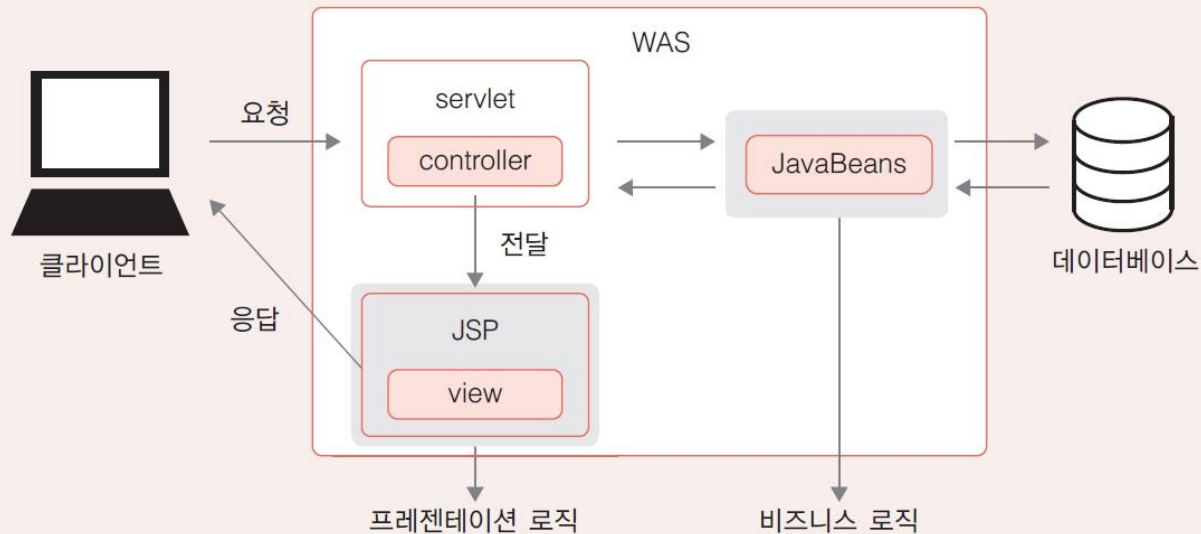 WAS
servlet
요청
controller
JavaBeans
전달
클라이언트
데이터베이스
응답
JSP
view
프레젠테이션 로직
비즈니스 로직